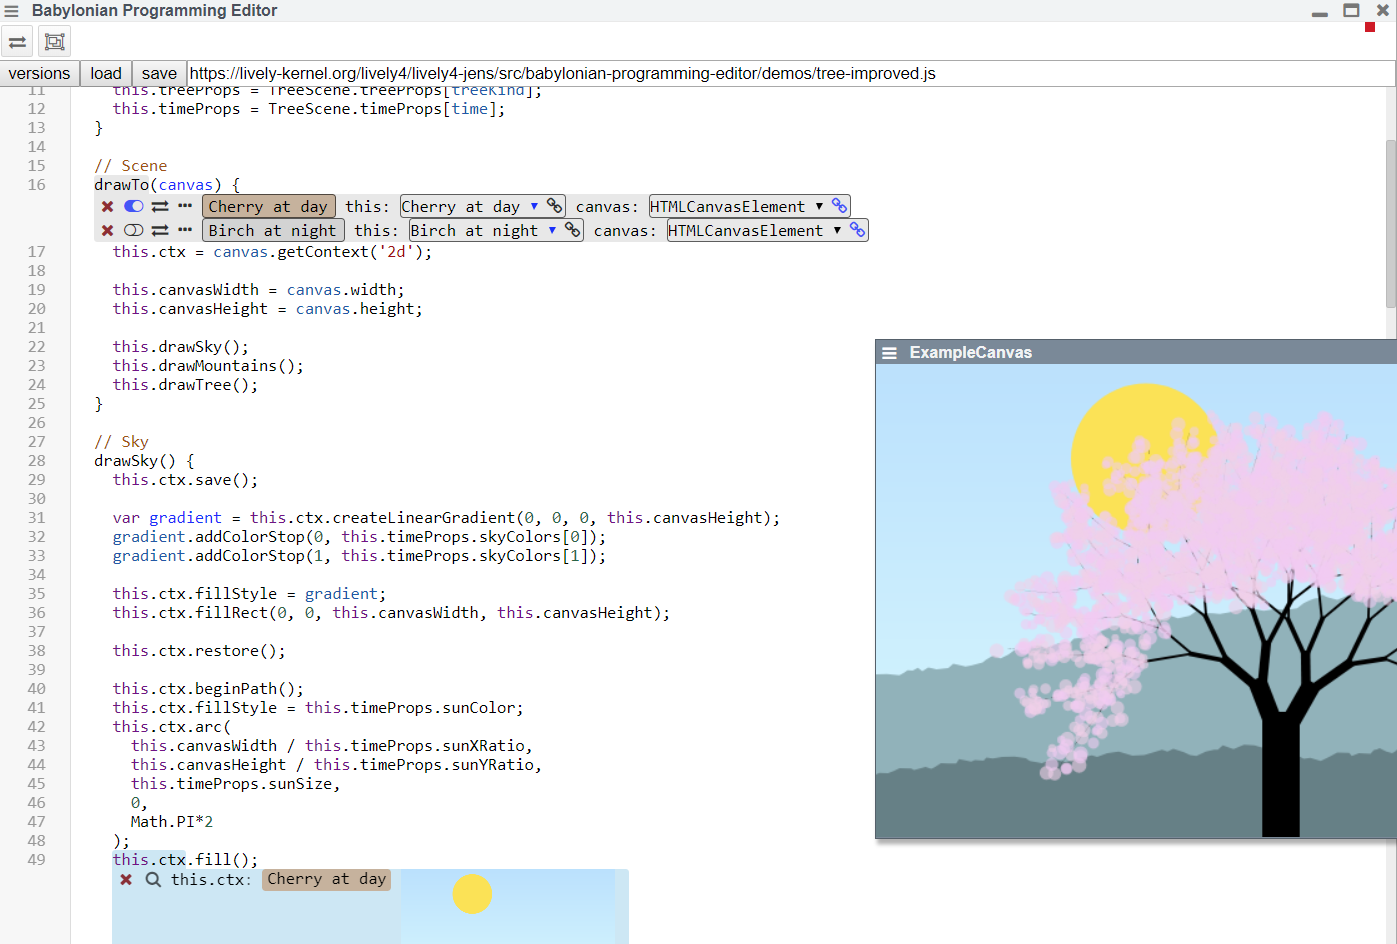 Babylonian Programming Editor
versions load save https://lively-kernel.org/lively4/lively4-jens/src/babylonian-programming-editor/demos/tree-improved.js
11 this.treeProps = TreeScene.treeProps[treeKind];
12 this.timeProps = TreeScene.timeProps[time];
13 }
14
15 // Scene
16 drawTo(canvas) {
Cherry at day this: Cherry at day canvas: HTMLCanvasElement
Birch at night this: Birch at night canvas: HTMLCanvasElement
17 this.ctx = canvas.getContext('2d');
18
19 this.canvasWidth = canvas.width;
20 this.canvasHeight = canvas.height;
21
22 this.drawSky();
23 this.drawMountains();
24 this.drawTree();
25 }
26
27 // Sky
28 drawSky() {
29 this.ctx.save();
30
31 var gradient = this.ctx.createLinearGradient(0, 0, 0, this.canvasHeight);
32 gradient.addColorStop(0, this.timeProps.skyColors[0]);
33 gradient.addColorStop(1, this.timeProps.skyColors[1]);
34
35 this.ctx.fillStyle = gradient;
36 this.ctx.fillRect(0, 0, this.canvasWidth, this.canvasHeight);
37
38 this.ctx.restore();
39
40 this.ctx.beginPath();
41 this.ctx.fillStyle = this.timeProps.sunColor;
42 this.ctx.arc(
43 this.canvasWidth / this.timeProps.sunXRatio,
44 this.canvasHeight / this.timeProps.sunYRatio,
45 this.timeProps.sunSize,
46 0,
47 Math.PI*2
48 );
49 this.ctx.fill();
this.ctx: Cherry at day
ExampleCanvas